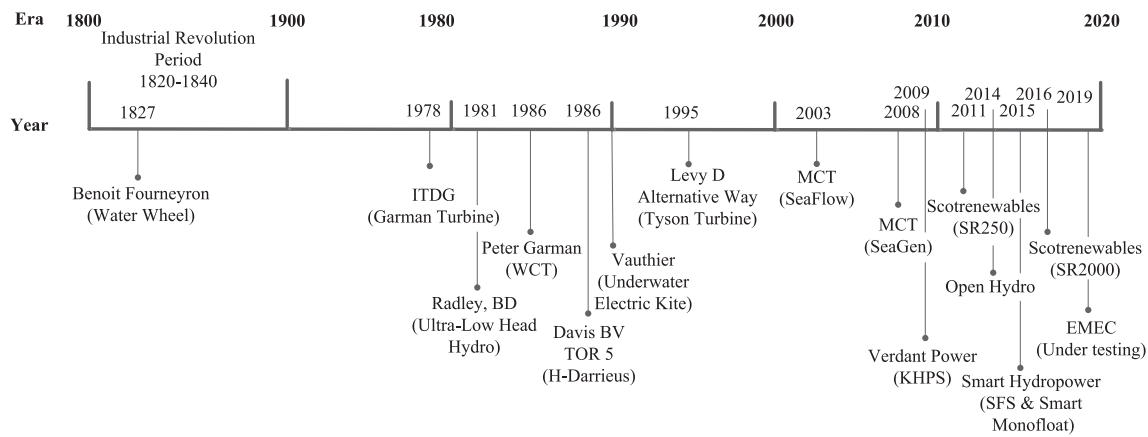 Era 1800 1900 1980 1990 2000 2010 2020
Industrial Revolution
Period
1820-1840
Year
1827
1978
1981
1986
1986
1995
2003
2008
2009
2011
2014
2015
2016
2019
Benoit Fourneyron
(Water Wheel)
ITDG
(Garman Turbine)
Radley, BD
(Ultra-Low Head
Hydro)
Peter Garman
(WCT)
Davis BV
TOR 5
(H-Darrieus)
Vauthier
(Underwater
Electric Kite)
Levy D
Alternative Way
(Tyson Turbine)
MCT
(SeaFlow)
MCT
(SeaGen)
Verdant Power
(KHPS)
Scotrenewables
(SR250)
Open Hydro
Smart Hydropower
(SFS & Smart
Monofloat)
Scotrenewables
(SR2000)
EMEC
(Under testing)